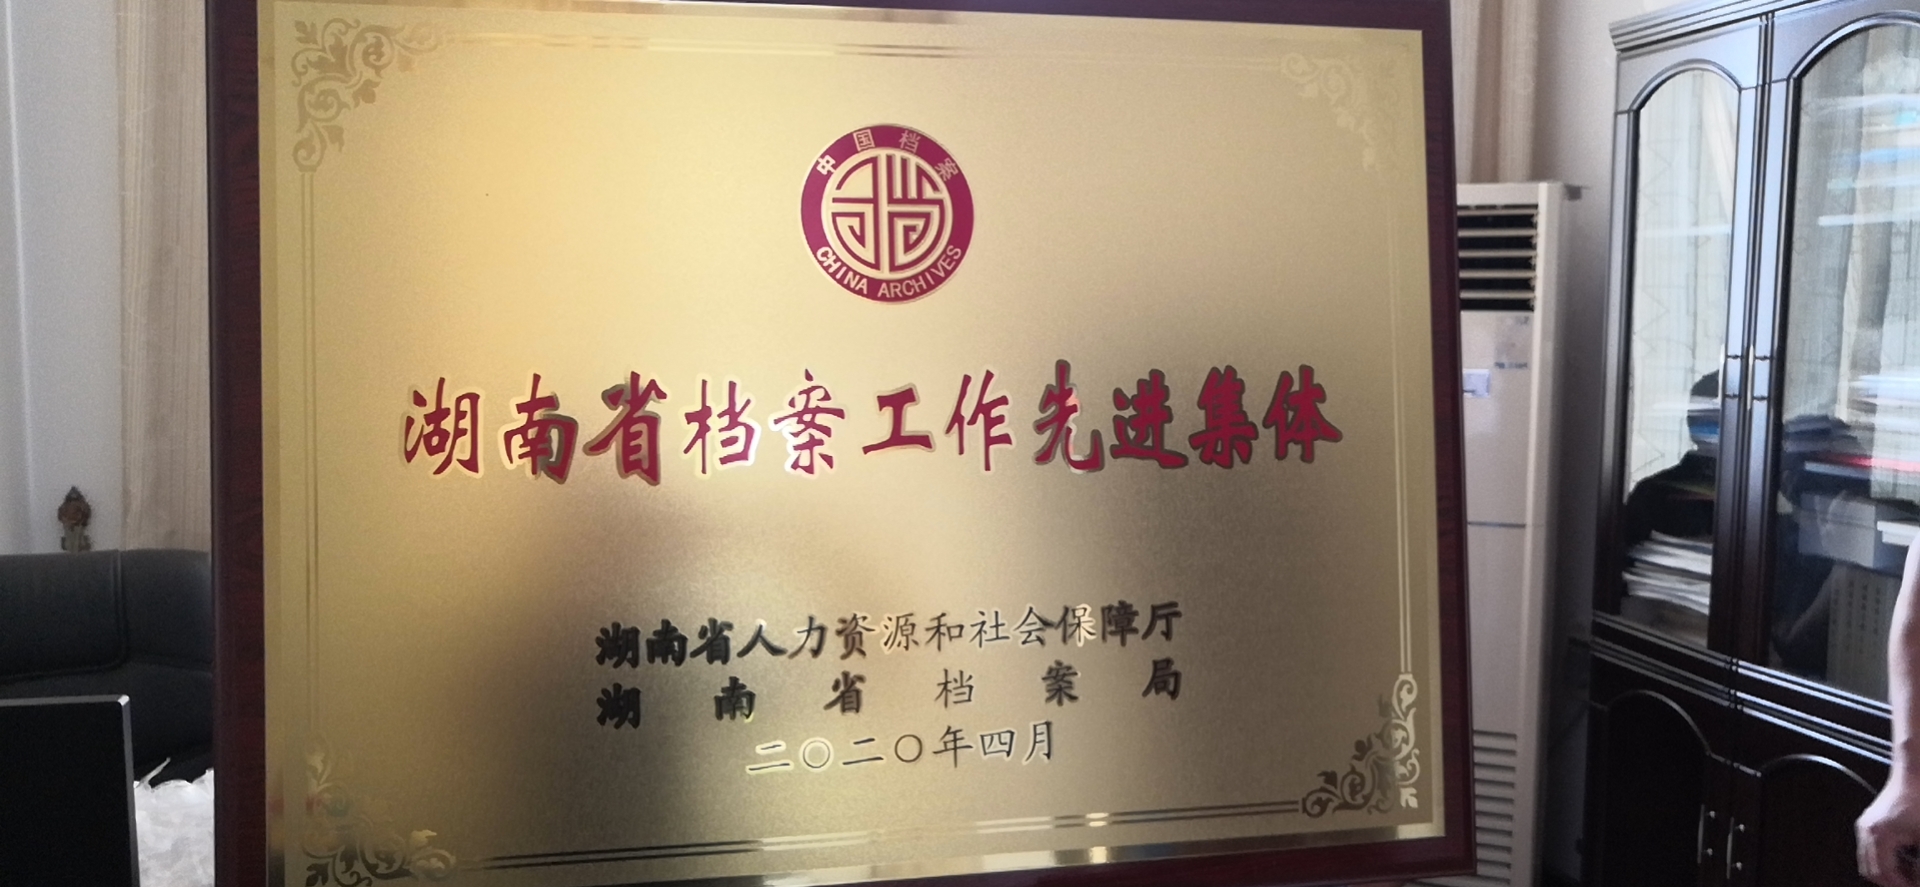 中国档案
CHINA ARCHIVES
湖南省档案工作先进集体
湖南省人力资源和社会保障厅
湖南省档案局
二〇二〇年四月